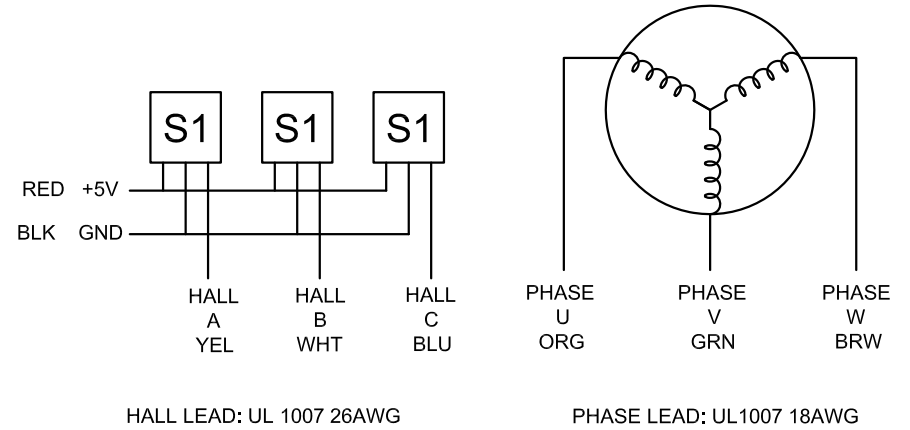 S1 S1 S1
RED +5V
BLK GND
HALL
A
YEL
HALL
B
WHT
HALL
C
BLU
PHASE
U
ORG
PHASE
V
GRN
PHASE
W
BRW
HALL LEAD: UL 1007 26AWG
PHASE LEAD: UL1007 18AWG